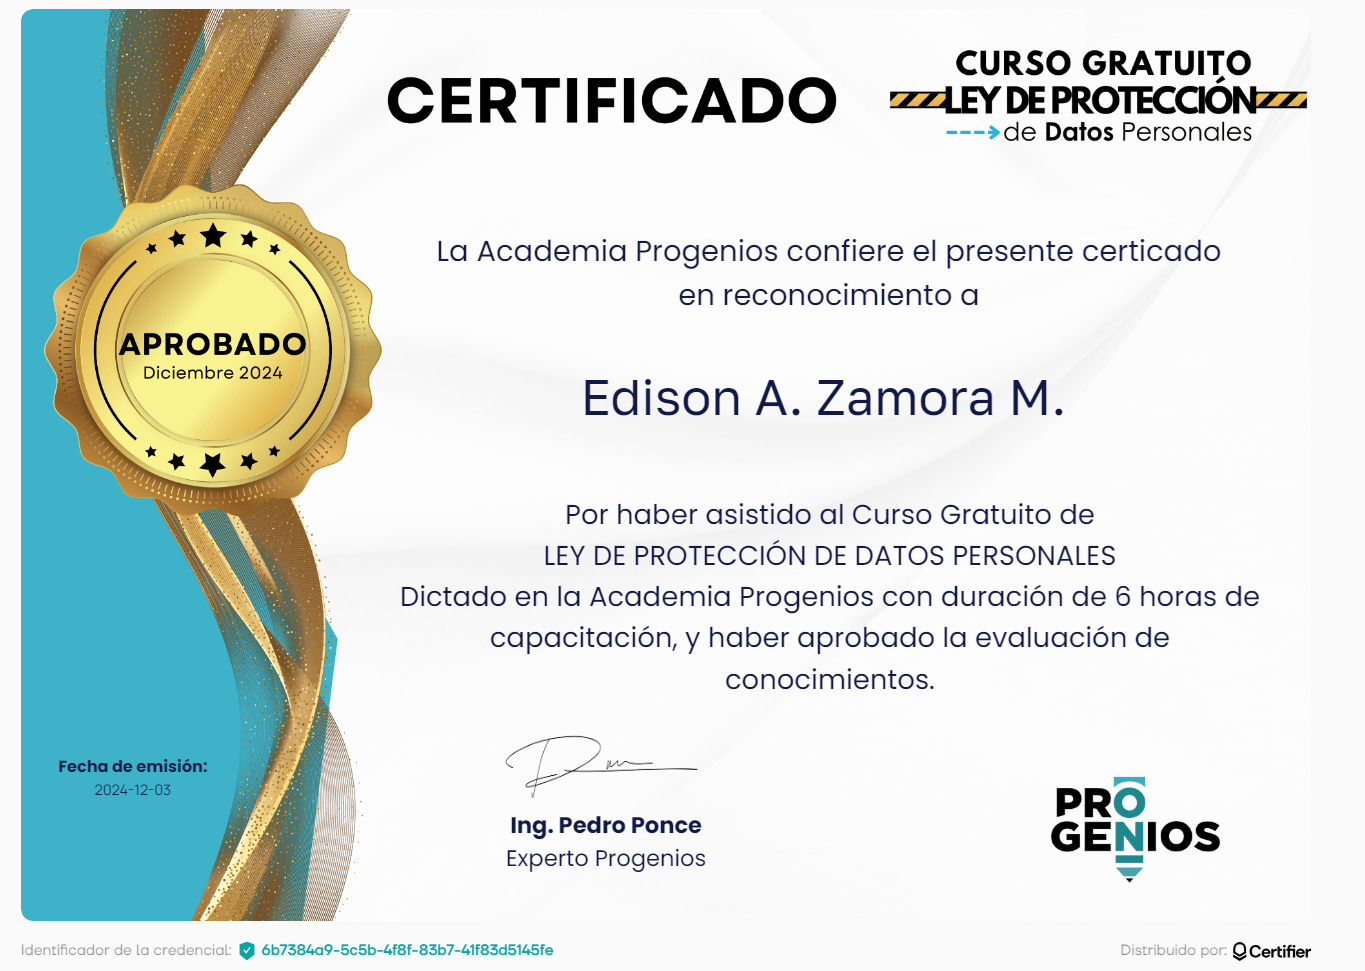 CERTIFICADO
CURSO GRATUITO
LEY DE PROTECCIÓN
de Datos Personales
La Academia Progenios confiere el presente certicado
en reconocimiento a
APROBADO
Diciembre 2024
Edison A. Zamora M.
Por haber asistido al Curso Gratuito de
LEY DE PROTECCIÓN DE DATOS PERSONALES
Dictado en la Academia Progenios con duración de 6 horas de
capacitación, y haber aprobado la evaluación de
conocimientos.
Fecha de emisión:
2024-12-03
Ing. Pedro Ponce
Experto Progenios
PRO
GENIOS
Identificador de la credencial: 6b7384a9-5c5b-4f8f-83b7-41f83d5145fe
Distribuido por: Certifier